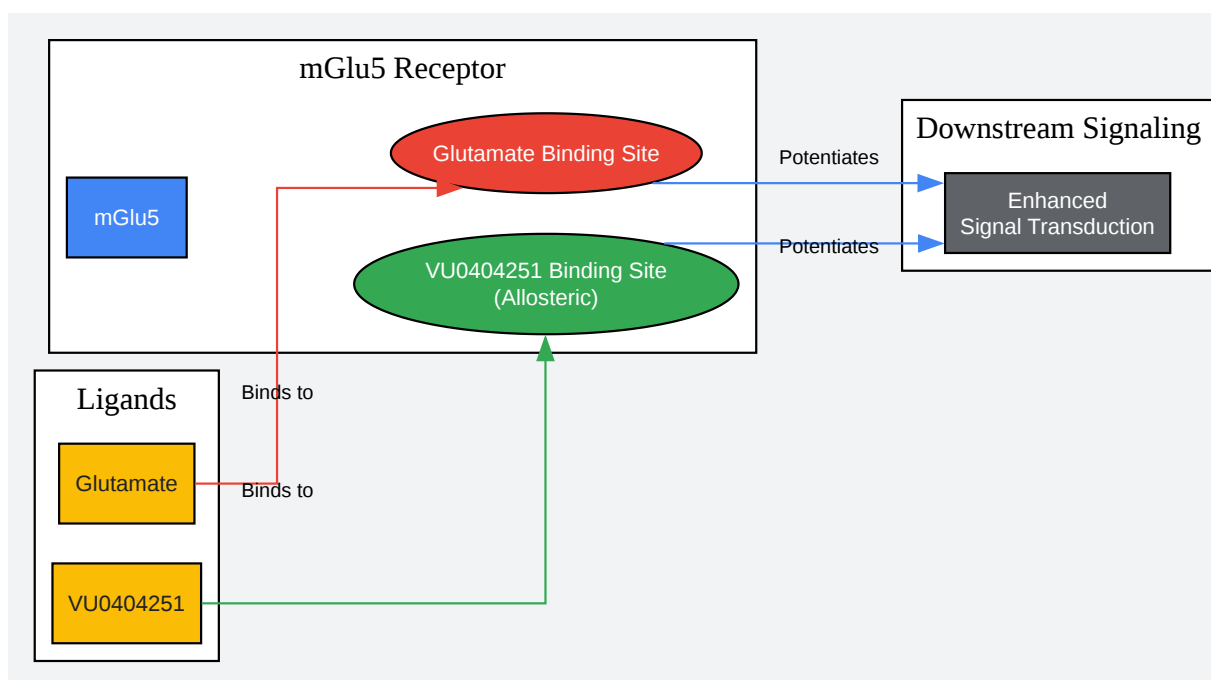 mGlu5 Receptor
Glutamate Binding Site
mGlu5
VU0404251 Binding Site
(Allosteric)
Potentiates
Potentiates
Downstream Signaling
Enhanced
Signal Transduction
Binds to
Binds to
Ligands
Glutamate
VU0404251